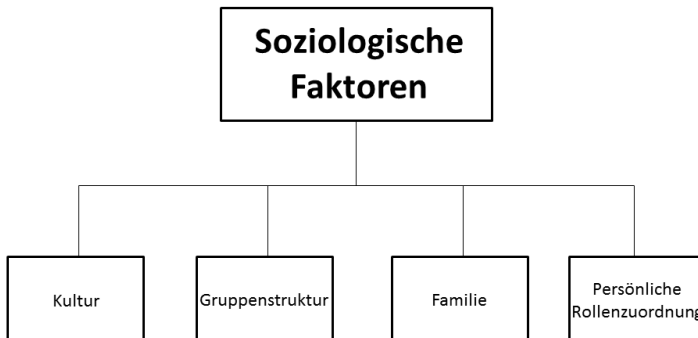 Soziologische
Faktoren
Kultur
Gruppenstruktur
Familie
Persönliche
Rollenzuordnung